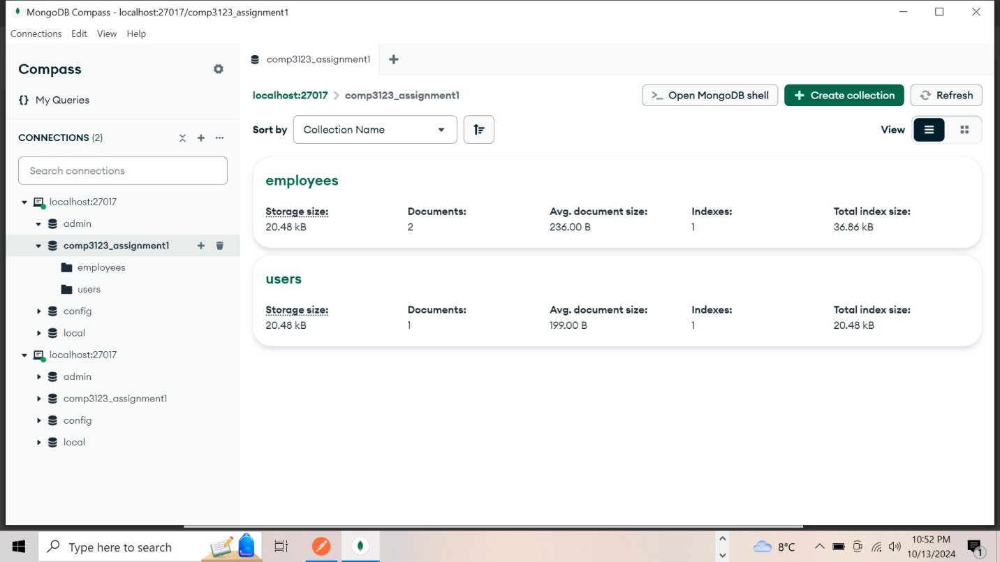 MongoDB Compass - localhost:27017/comp3123_assignment1
Connections Edit View Help
Compass
My Queries
CONNECTIONS (2)
Search connections
localhost:27017
admin
comp3123_assignment1
employees
users
config
local
localhost:27017
admin
comp3123_assignment1
config
local
comp3123_assignment1
localhost:27017 > comp3123_assignment1
Open MongoDB shell
Create collection
Refresh
Sort by Collection Name
View
employees
Storage size: Documents: Avg. document size: Indexes: Total index size:
20.48 kB 2 236.00 B 1 36.86 kB
users
Storage size: Documents: Avg. document size: Indexes: Total index size:
20.48 kB 1 199.00 B 1 20.48 kB
Type here to search
8°C
10:52 PM
10/13/2024
1